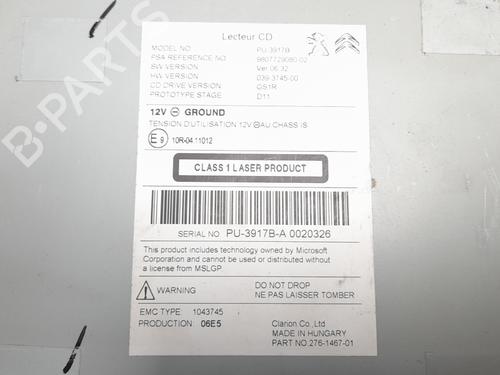 Lecteur CD
MODEL NO. PU-3917B
PSA REFERENCE NO 9807729080-02
SW VERSION Ver.06.32
HW VERSION 039-3745-00
CD DRIVE VERSION GS1R
PROTOTYPE STAGE D11
12V ⊖ GROUND
TENSION D'UTILISATION 12V ⊖AU.CHASS IS
E9 10R-04.11012
CLASS 1 LASER PRODUCT
SERIAL NO PU-3917B-A 0020326
This product includes technology owned by Microsoft
Corporation and cannot be used or distributed without
a license from MSLGP.
WARNING
DO NOT DROP
NE PAS LAISSER TOMBER
EMC TYPE 1043745
PRODUCTION 06E5
Clarion Co.,Ltd
MADE IN HUNGARY
PART NO.276-1467-01
B-Parts